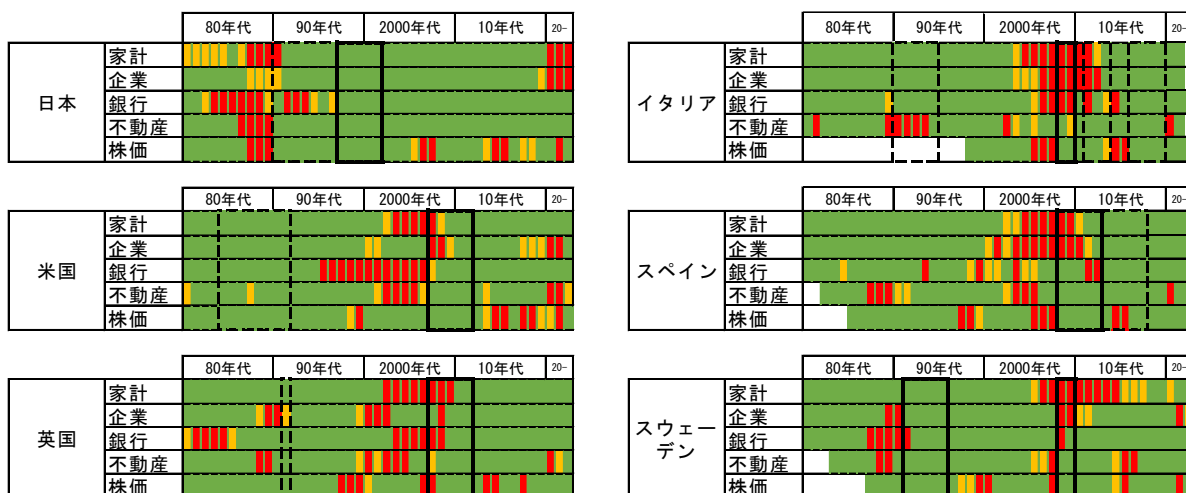 80年代 90年代 2000年代 10年代 20-
日本
家計
企業
銀行
不動産
株価
80年代 90年代 2000年代 10年代 20-
イタリア
家計
企業
銀行
不動産
株価
80年代 90年代 2000年代 10年代 20-
米国
家計
企業
銀行
不動産
株価
80年代 90年代 2000年代 10年代 20-
スペイン
家計
企業
銀行
不動産
株価
80年代 90年代 2000年代 10年代 20-
英国
家計
企業
銀行
不動産
株価
80年代 90年代 2000年代 10年代 20-
スウェー
デン
家計
企業
銀行
不動産
株価